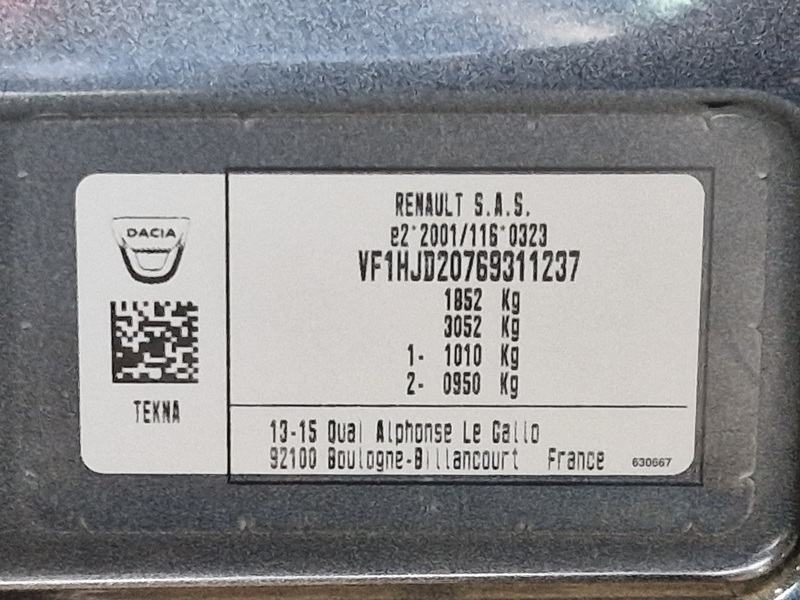 RENAULT S.A.S.
e2*2001/116*0323
VF1HJD20769311237
1852 Kg
3052 Kg
1- 1010 Kg
2- 0950 Kg
DACIA
TEKNA
13-15 Quai Alphonse Le Gallo
92100 Boulogne-Billancourt France
630667